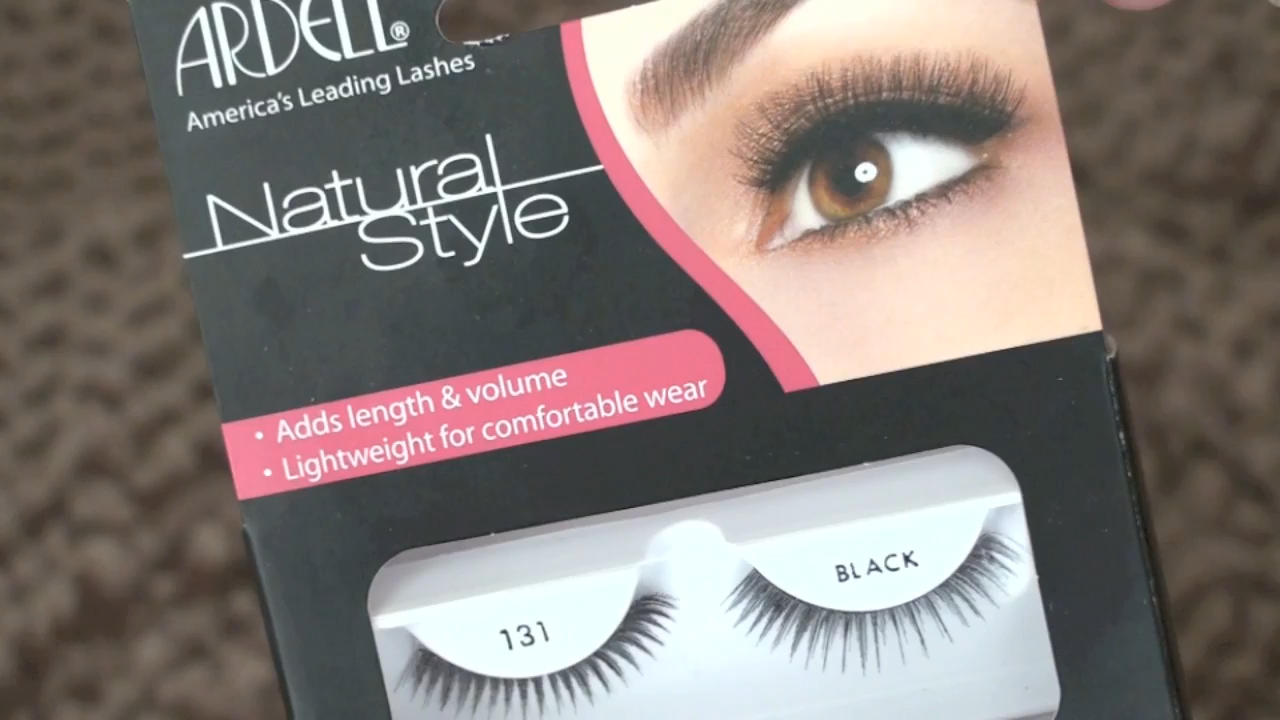 ARDELL®
America's Leading Lashes
Natural
Style
• Adds length & volume
• Lightweight for comfortable wear
131
BLACK